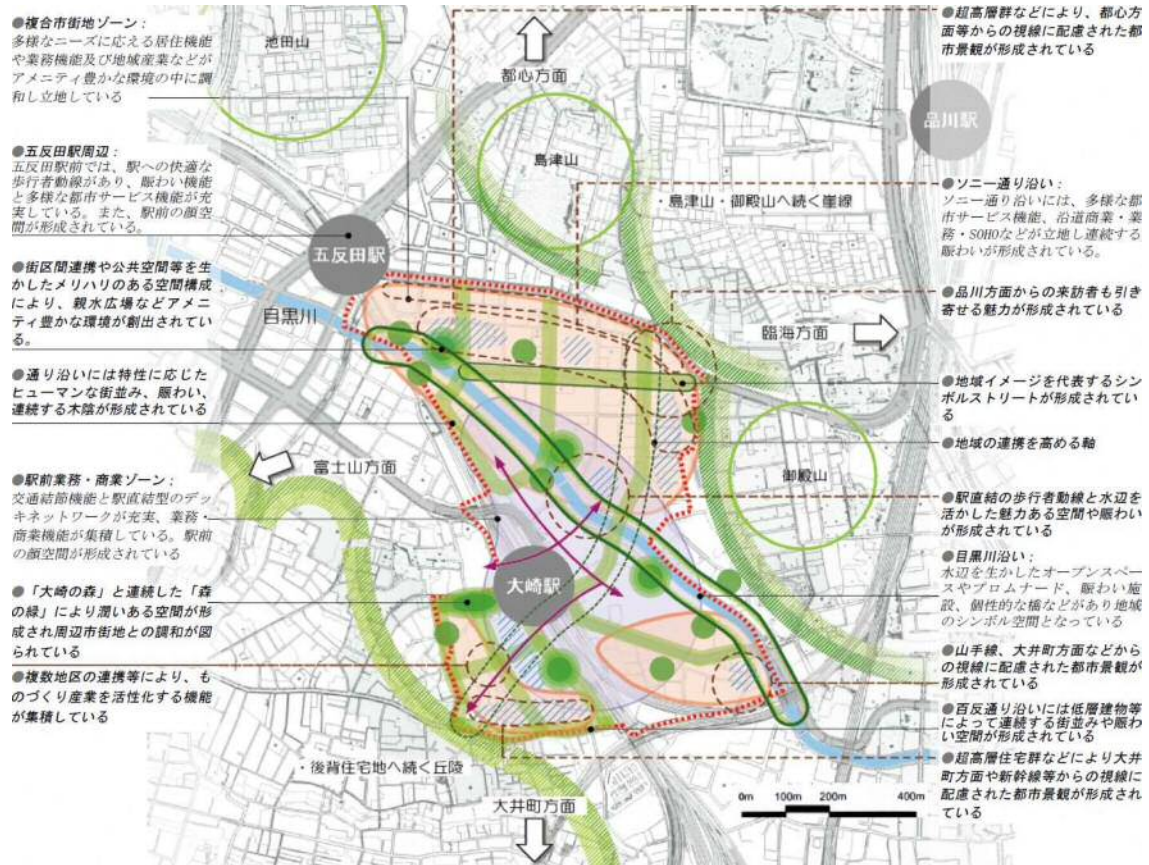 ●複合市街地ゾーン：
多様なニーズに応える居住機能
や業務機能及び地域産業などが
アメニティ豊かな環境の中に調
和し立地している
●五反田駅周辺：
五反田駅前では、駅への快適な
歩行者動線があり、賑わい機能
と多様な都市サービス機能が充
実している。また、駅前の顔空
間が形成されている。
●街区間連携や公共空間等を生
かしたメリハリのある空間構成
により、親水広場などアメニ
ティ豊かな環境が創出されてい
る。
●通り沿いには特性に応じた
ヒューマンな街並み、賑わい、
連続する木陰が形成されている
●駅前業務・商業ゾーン：
交通結節機能と駅直結型のデッ
キネットワークが充実、業務・
商業機能が集積している。駅前
の顔空間が形成されている
●「大崎の森」と連続した「森
の緑」により潤いある空間が形
成され周辺市街地との調和が図
られている
●複数地区の連携等により、も
のづくり産業を活性化する機能
が集積している
池田山
都心方面
島津山
品川駅
・島津山・御殿山へ続く崖線
五反田駅
目黒川
臨海方面
富士山方面
御殿山
大崎駅
・後背住宅地へ続く丘陵
大井町方面
0m 100m 200m 400m
●超高層群などにより、都心方
面等からの視線に配慮された都
市景観が形成されている
●ソニー通り沿い：
ソニー通り沿いには、多様な都
市サービス機能、沿道商業・業
務・SOHOなどが立地し連続する
賑わいが形成されている。
●品川方面からの来訪者も引き
寄せる魅力が形成されている
●地域イメージを代表するシン
ボルストリートが形成されてい
る
●地域の連携を高める軸
●駅直結の歩行者動線と水辺を
活かした魅力ある空間や賑わい
が形成されている
●目黒川沿い：
水辺を生かしたオープンスペー
スやプロムナード、賑わい施
設、個性的な橋などがあり地域
のシンボル空間となっている
●山手線、大井町方面などから
の視線に配慮された都市景観が
形成されている
●百反通り沿いには低層建物等
によって連続する街並みや賑わ
い空間が形成されている
●超高層住宅群などにより大井
町方面や新幹線等からの視線に
配慮された都市景観が形成され
ている